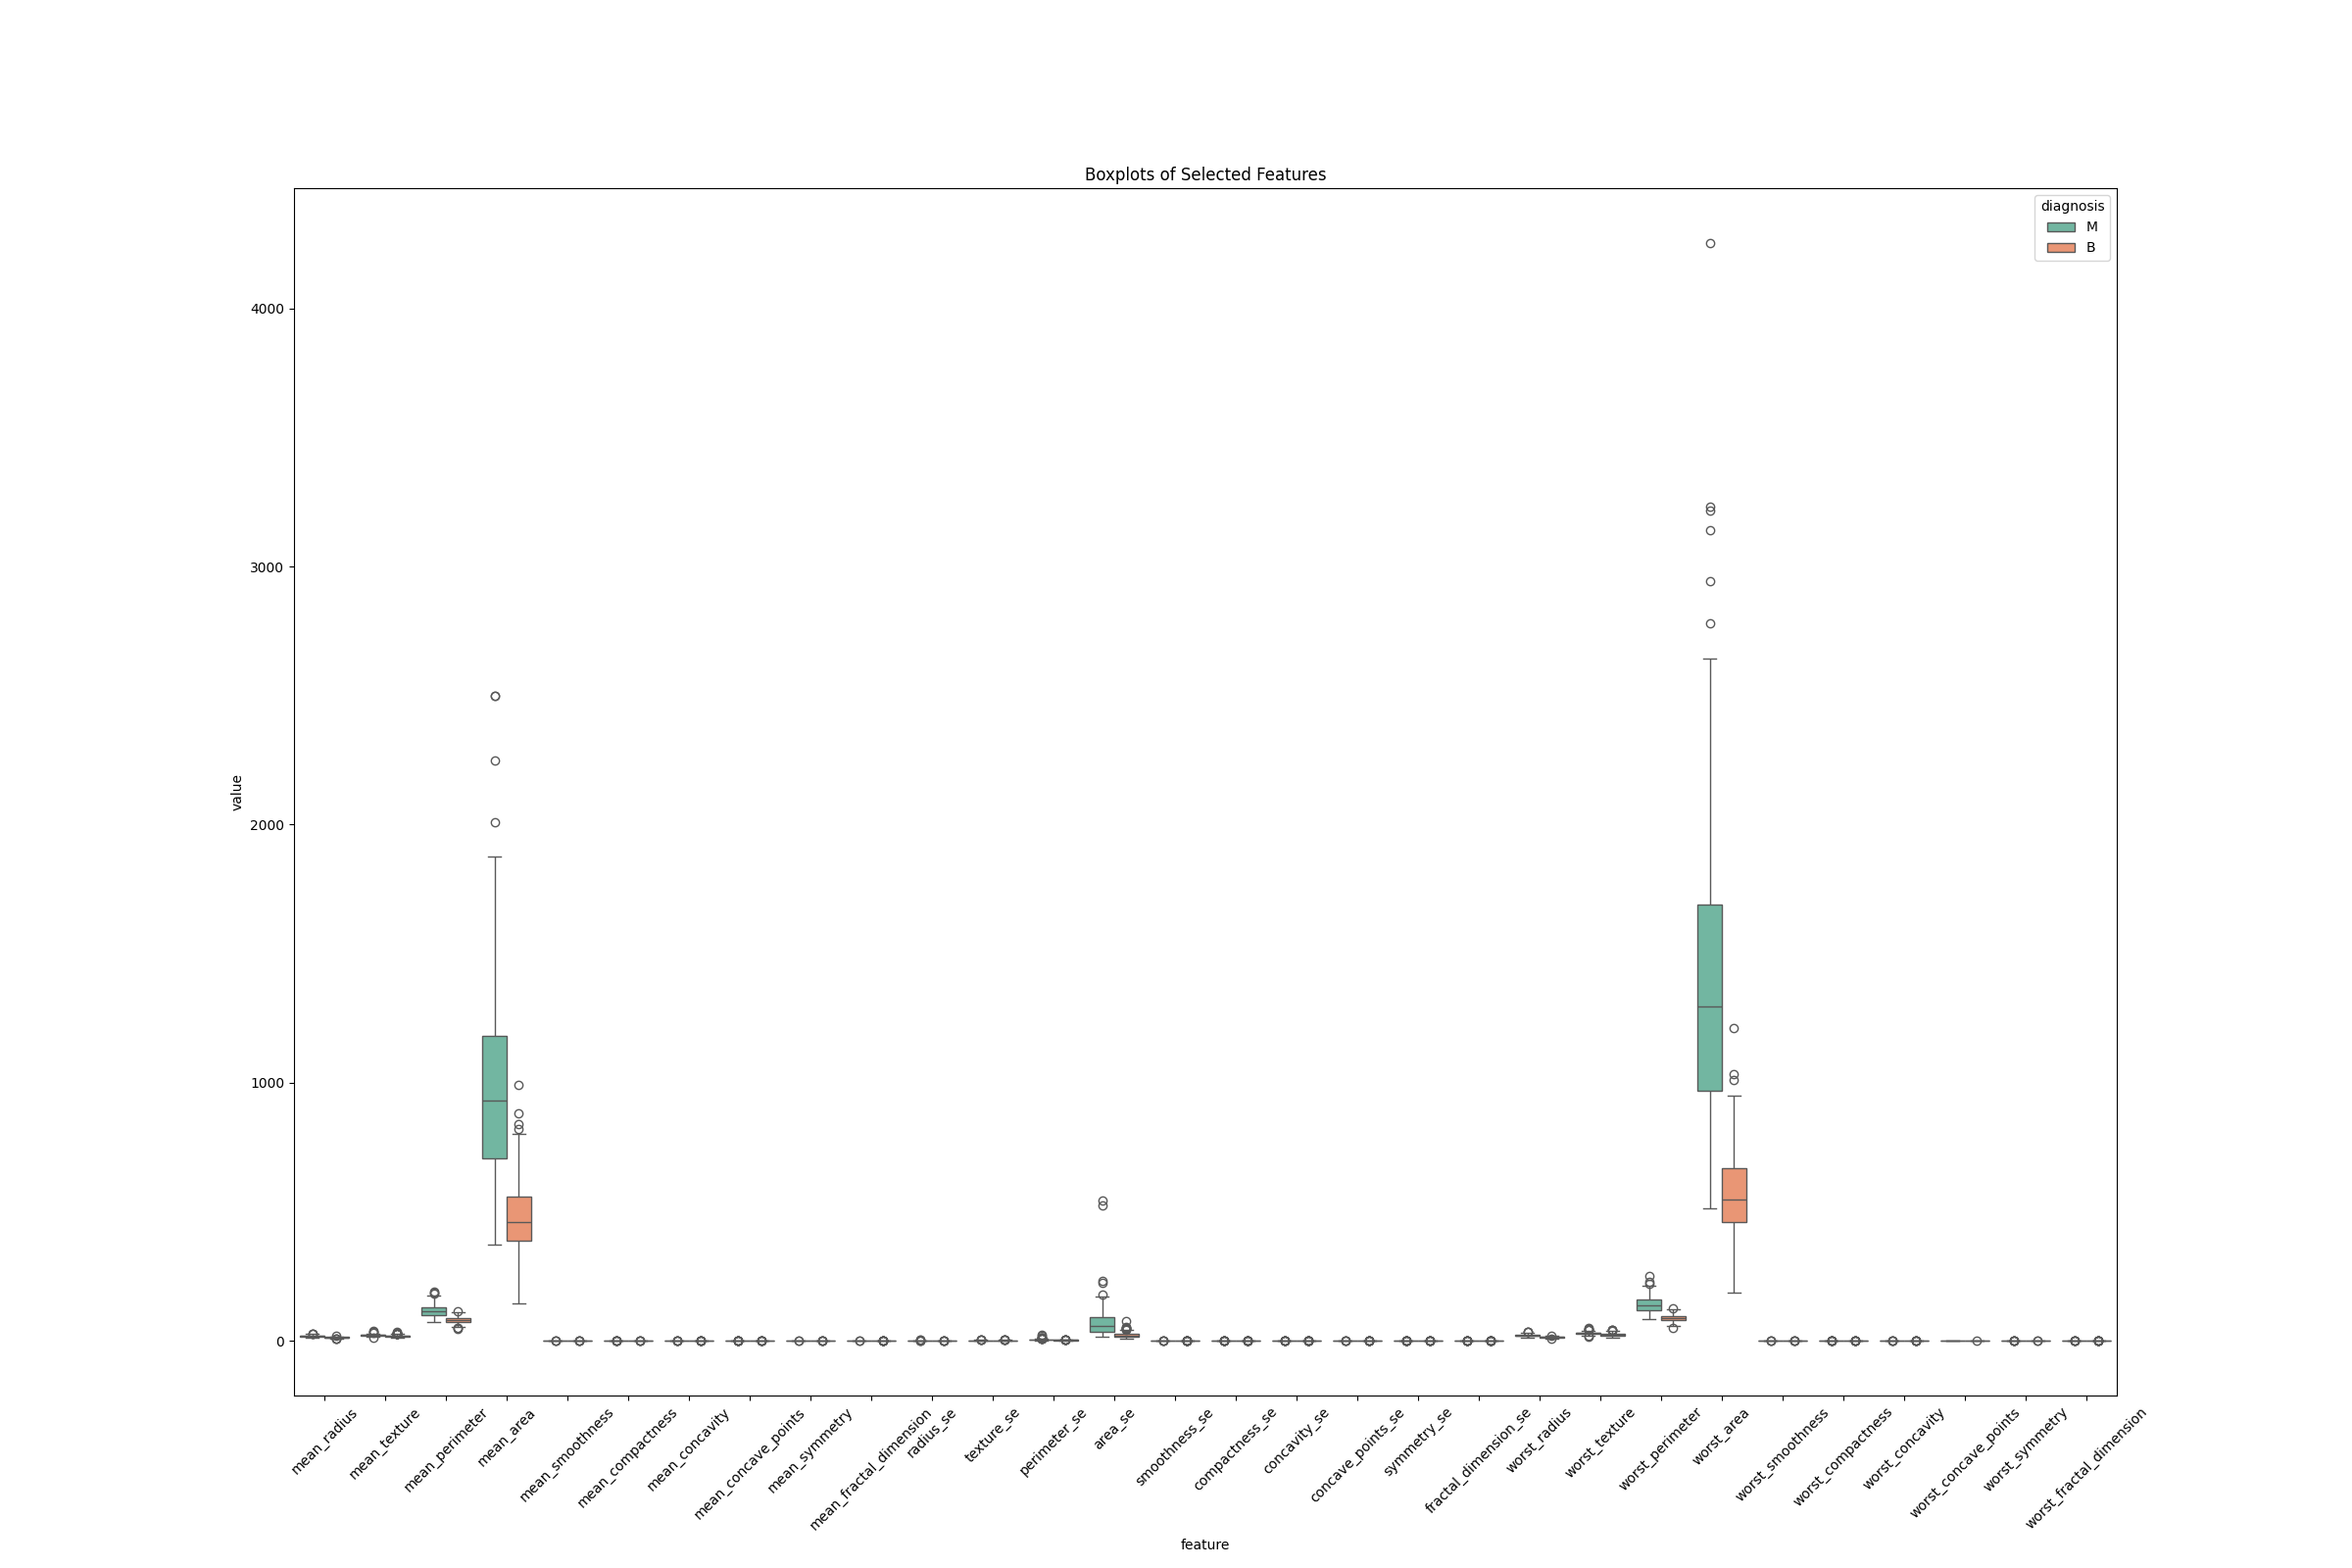 Boxplots of Selected Features
diagnosis
M
B
4000
3000
2000
1000
0
value
mean_radius
mean_texture
mean_perimeter
mean_area
mean_smoothness
mean_compactness
mean_concavity
mean_concave_points
mean_symmetry
mean_fractal_dimension
radius_se
texture_se
perimeter_se
area_se
smoothness_se
compactness_se
concavity_se
concave_points_se
symmetry_se
fractal_dimension_se
worst_radius
worst_texture
worst_perimeter
worst_area
worst_smoothness
worst_compactness
worst_concavity
worst_concave_points
worst_symmetry
worst_fractal_dimension
feature